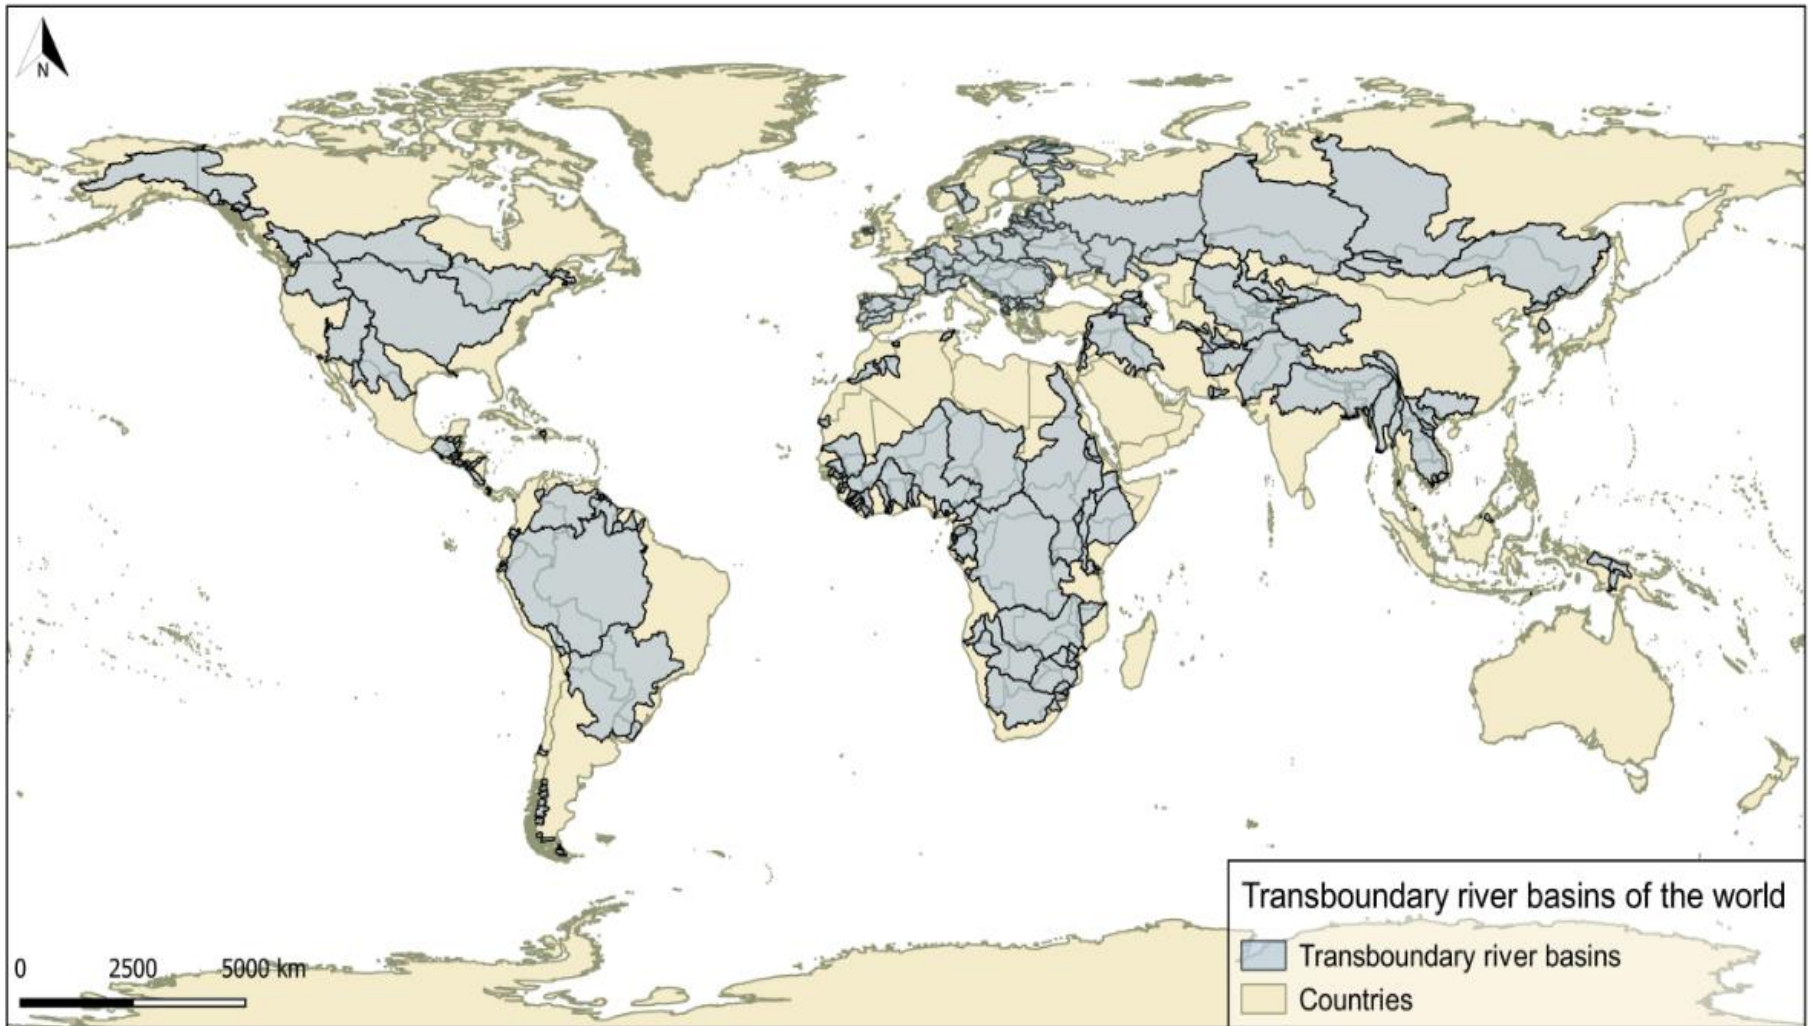 N
Transboundary river basins of the world
Transboundary river basins
Countries
0 2500 5000 km